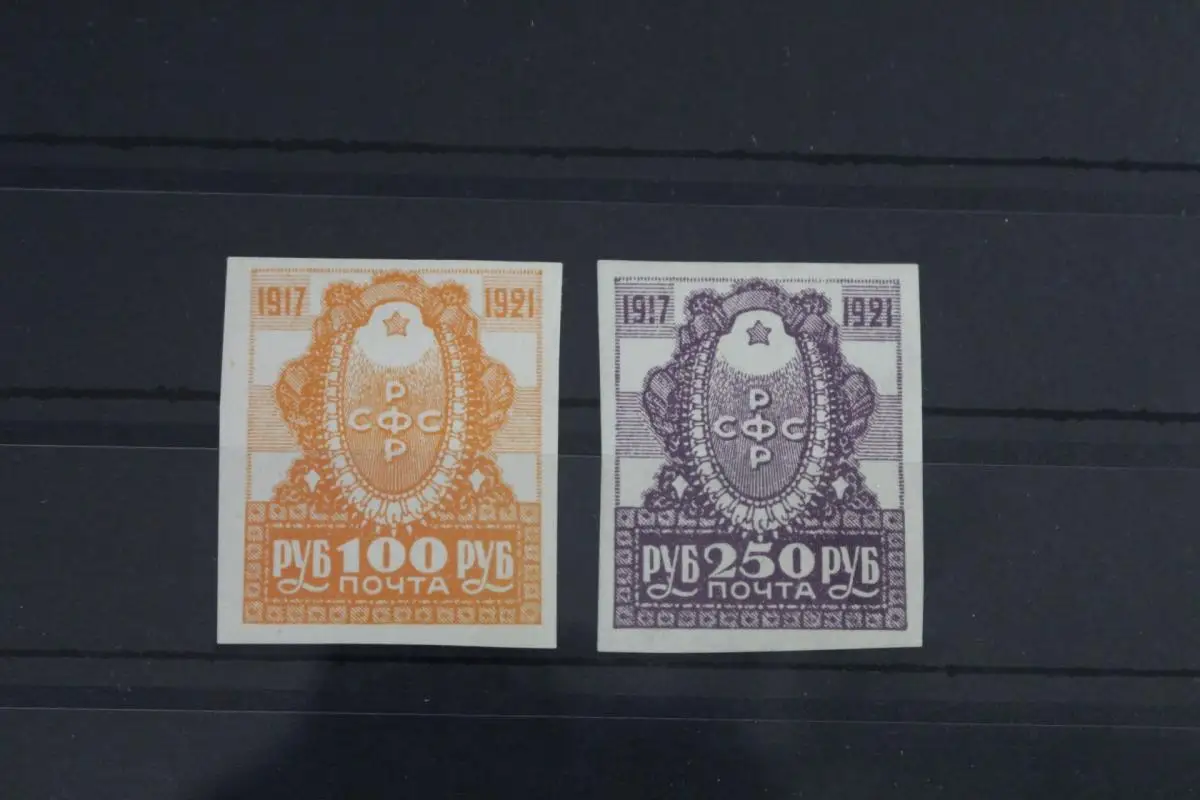 1917 1921
Р
СФС
Р
РУБ 100 РУБ
ПОЧТА
1917 1921
Р
СФС
Р
РУБ 250 РУБ
ПОЧТА